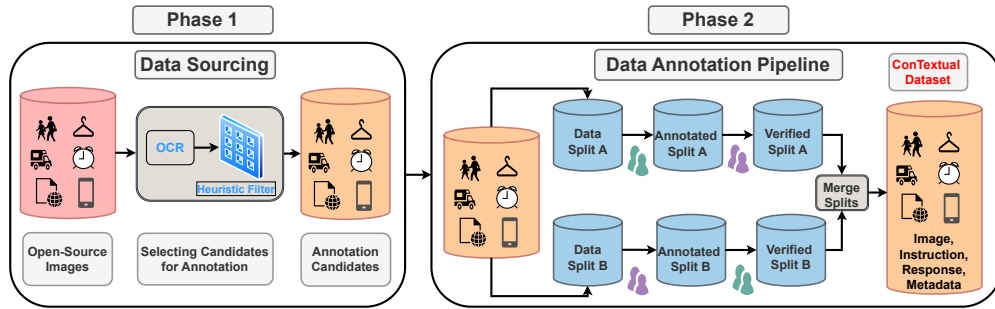 Phase 1
Data Sourcing
OCR
Heuristic Filter
Open-Source
Images
Selecting Candidates
for Annotation
Annotation
Candidates
Phase 2
Data Annotation Pipeline
ConTextual
Dataset
Data
Split A
Annotated
Split A
Verified
Split A
Merge
Splits
Data
Split B
Annotated
Split B
Verified
Split B
Image,
Instruction,
Response,
Metadata